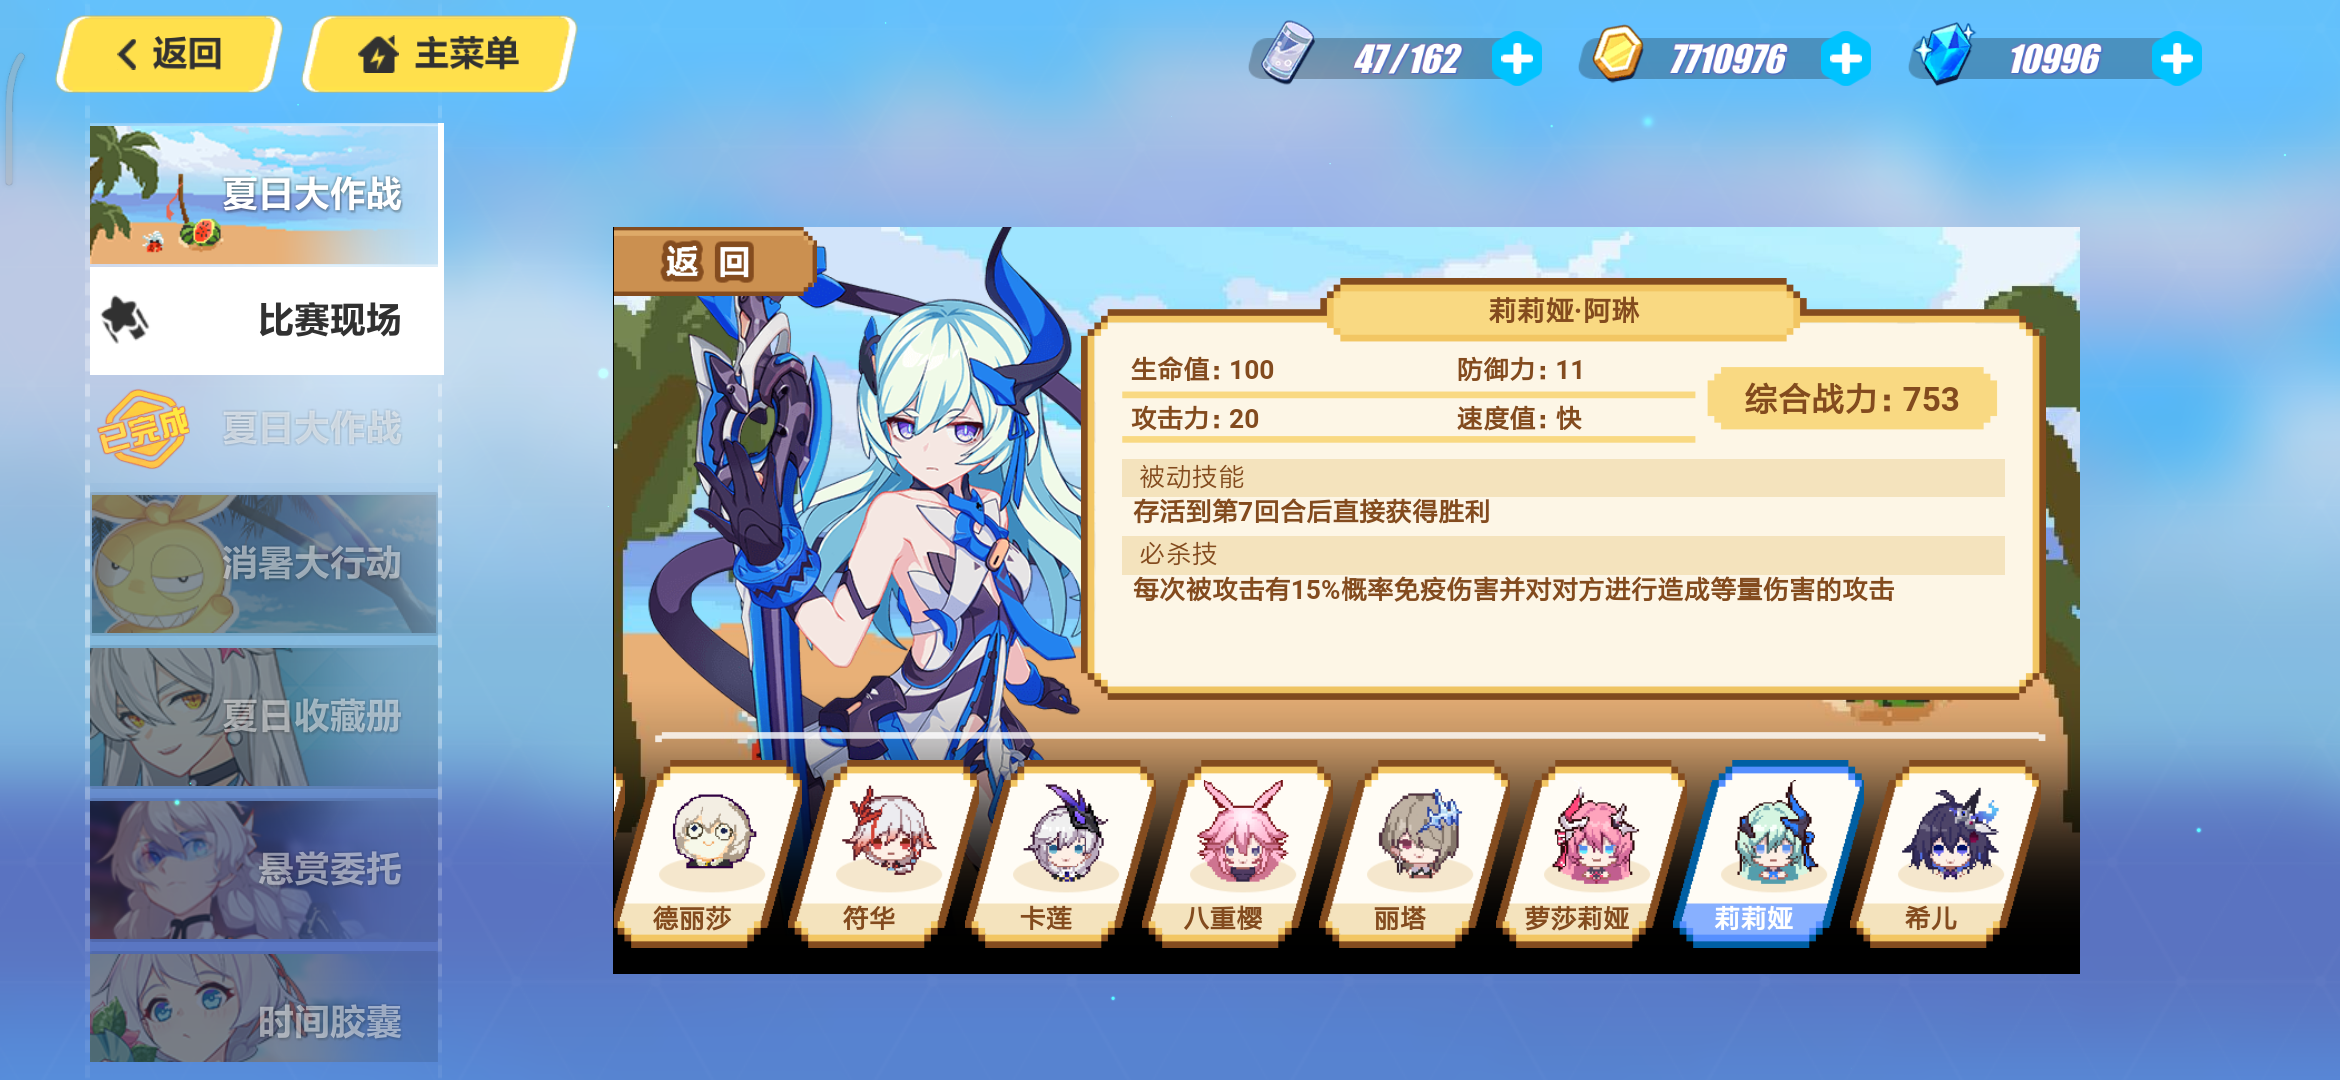 返回
主菜单
47/162
7710976
10996
夏日大作战
比赛现场
已完成
夏日大作战
消暑大行动
夏日收藏册
悬赏委托
时间胶囊
返回
莉莉娅·阿琳
生命值: 100
防御力: 11
攻击力: 20
速度值: 快
综合战力: 753
被动技能
存活到第7回合后直接获得胜利
必杀技
每次被攻击有15%概率免疫伤害并对对方进行造成等量伤害的攻击
德丽莎
符华
卡莲
八重樱
丽塔
萝莎莉娅
莉莉娅
希儿